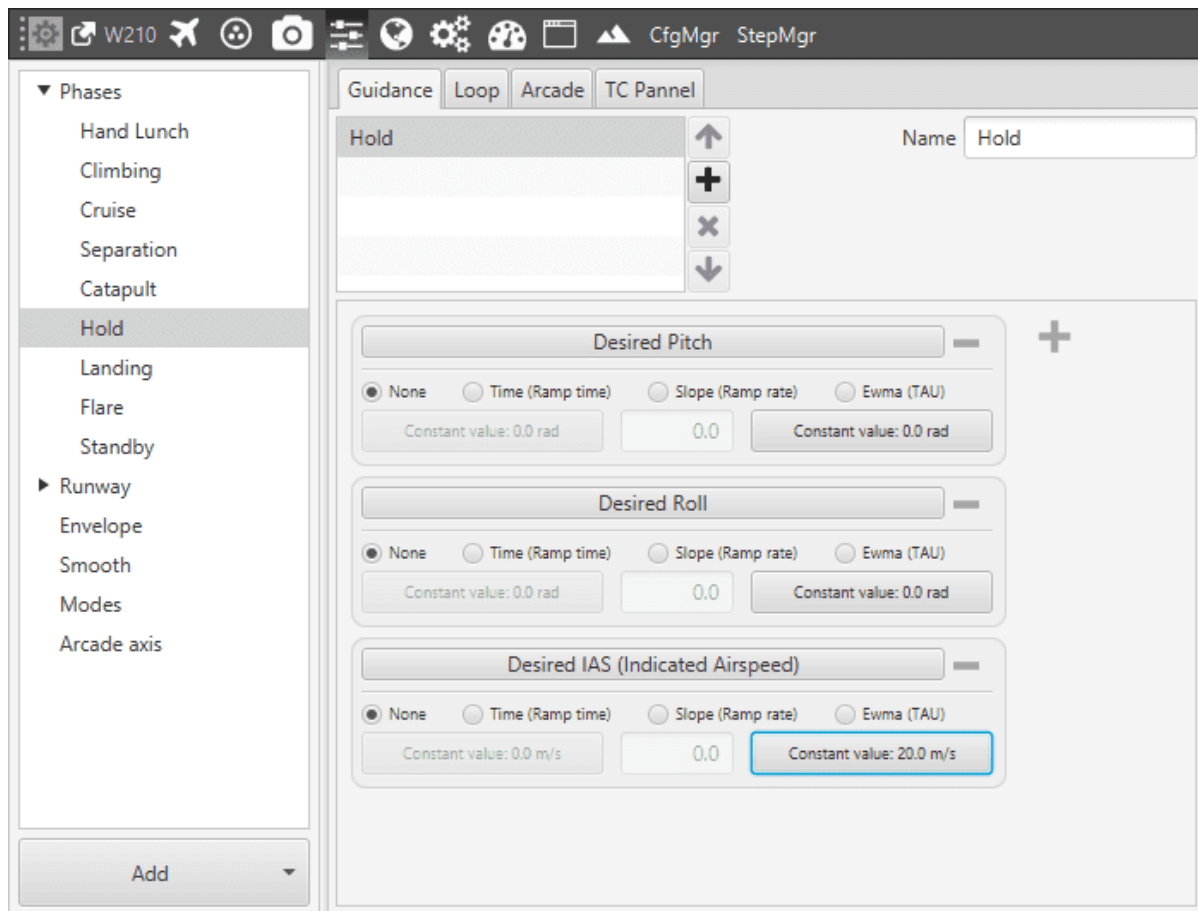 W210 CfgMgr StepMgr
Phases
Hand Lunch
Climbing
Cruise
Separation
Catapult
Hold
Landing
Flare
Standby
Runway
Envelope
Smooth
Modes
Arcade axis
Add
Guidance Loop Arcade TC Pannel
Hold
Name Hold
Desired Pitch
None Time (Ramp time) Slope (Ramp rate) Ewma (TAU)
Constant value: 0.0 rad 0.0 Constant value: 0.0 rad
Desired Roll
None Time (Ramp time) Slope (Ramp rate) Ewma (TAU)
Constant value: 0.0 rad 0.0 Constant value: 0.0 rad
Desired IAS (Indicated Airspeed)
None Time (Ramp time) Slope (Ramp rate) Ewma (TAU)
Constant value: 0.0 m/s 0.0 Constant value: 20.0 m/s